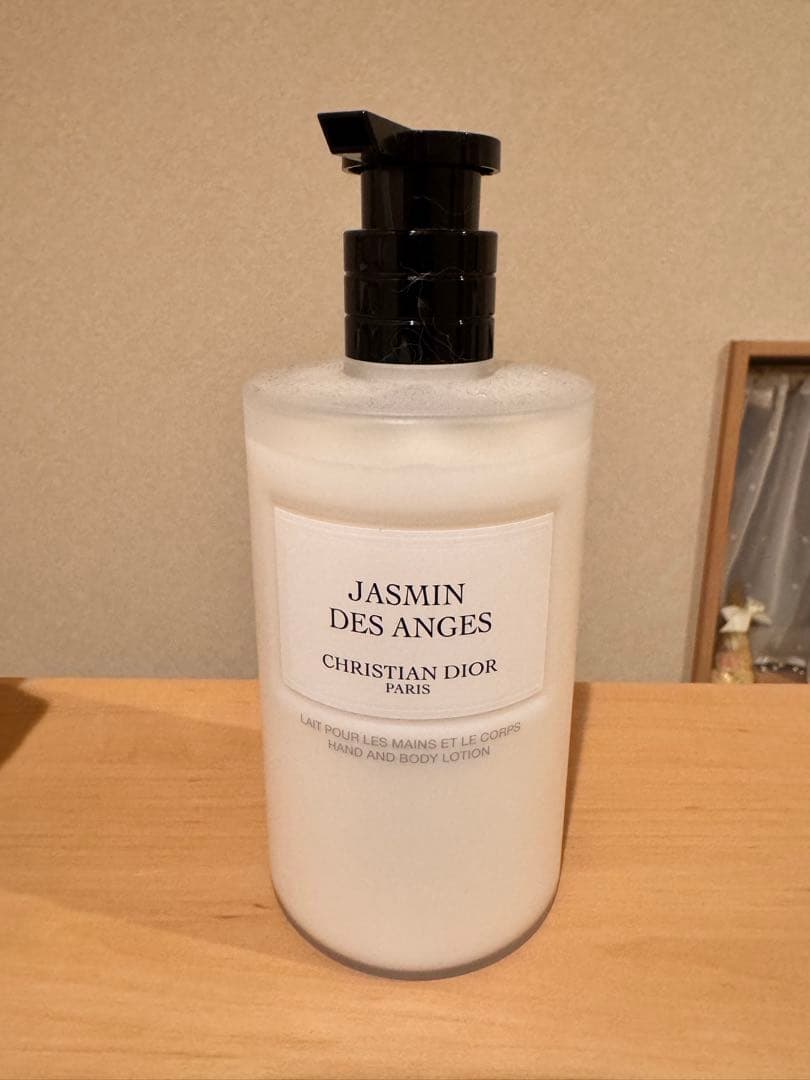 JASMIN
DES ANGES
CHRISTIAN DIOR
PARIS
LAIT POUR LES MAINS ET LE CORPS
HAND AND BODY LOTION